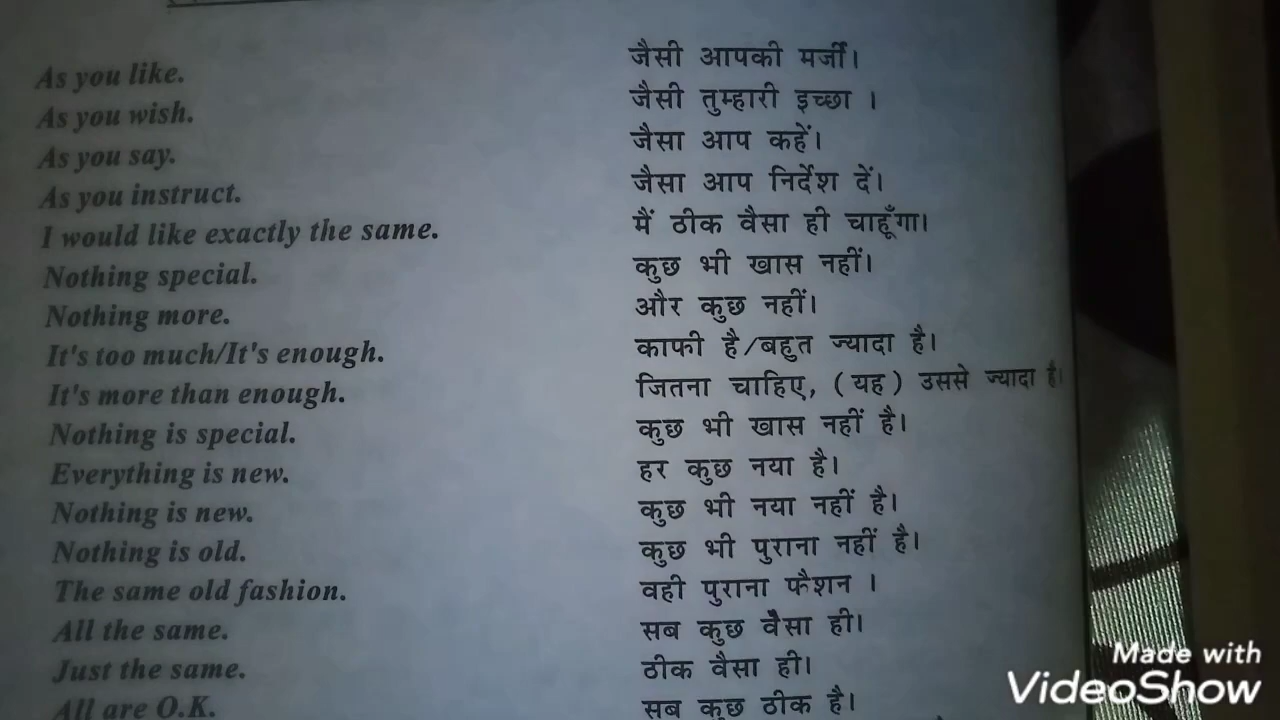 As you like. जैसी आपकी मर्जी।
As you wish. जैसी तुम्हारी इच्छा ।
As you say. जैसा आप कहें।
As you instruct. जैसा आप निर्देश दें।
I would like exactly the same. मैं ठीक वैसा ही चाहूँगा।
Nothing special. कुछ भी खास नहीं।
Nothing more. और कुछ नहीं।
It's too much/It's enough. काफी है/बहुत ज्यादा है।
It's more than enough. जितना चाहिए, (यह) उससे ज्यादा है।
Nothing is special. कुछ भी खास नहीं है।
Everything is new. हर कुछ नया है।
Nothing is new. कुछ भी नया नहीं है।
Nothing is old. कुछ भी पुराना नहीं है।
The same old fashion. वही पुराना फैशन ।
All the same. सब कुछ वैसा ही।
Just the same. ठीक वैसा ही।
All are O.K. सब कुछ ठीक है।
Made with
VideoShow